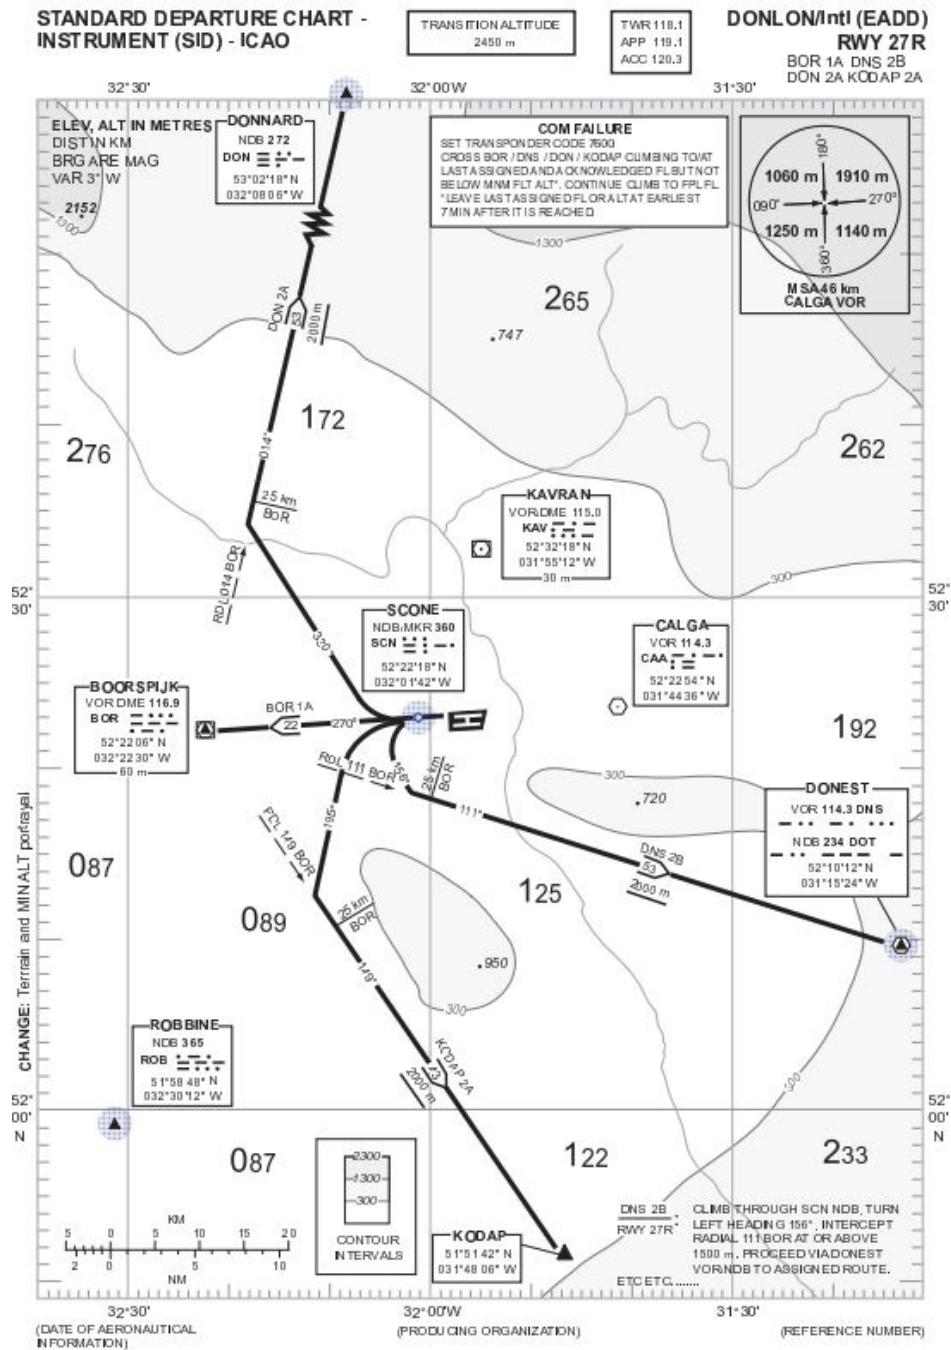 STANDARD DEPARTURE CHART -
INSTRUMENT (SID) - ICAO
TRANSITION ALTITUDE
2450 m
TWR 118.1
APP 119.1
ACC 120.3
DONLON/Intl (EADD)
RWY 27R
BOR 1A DNS 2B
DON 2A KODAP 2A
32°30'
32°00'W
31°30'
ELEV, ALT IN METRES
DIST IN KM
BRG ARE MAG
VAR 3° W
2152
1300
DONNARD
NDB 272
DON
53°02'18" N
032°08 06" W
COM FAILURE
SET TRANSPONDER CODE 7600
CROSS BOR / DNS / DON / KODAP CLIMBING TO/AT
LAST ASSIGNED AND ACKNOWLEDGED FL BUT NOT
BELOW MNM FLT ALT*. CONTINUE CLIMB TO FPL FL.
*LEAVE LAST ASSIGNED FL OR ALT AT EARLIEST
7 MIN AFTER IT IS REACHED
1300
180°
1060 m
1910 m
090°
270°
1250 m
1140 m
360°
MSA 46 km
CALGA VOR
265
747
DON 2A
53
2000 m
172
276
262
014°
25 km
BOR
KAVRAN
VOR/DME 115.0
KAV
52°32'18" N
031°55'12" W
30 m
RDL 014 BOR
300
52°
30'
52°
30'
SCONE
NDB/MKR 360
SCN
52°22'18" N
032°01'42" W
CALGA
VOR 114.3
CAA
52°22 54" N
031°44 36" W
320
BOORSPIJK
VOR DME 116.9
BOR
52°22 06" N
032°22 30" W
60 m
BOR 1A
22
270°
192
RDL 111 BOR
156°
25 km
BOR
300
720
DONEST
VOR 114.3 DNS
NDB 234 DOT
52°10'12" N
031°15'24" W
111°
195°
DNS 2B
53
2000 m
RDL 149 BOR
087
089
125
25 km
BOR
950
300
149°
CHANGE: Terrrain and MINALT portrayal
ROBBINE
NDB 365
ROB
51°58 48" N
032°30'12" W
KODAP 2A
43
2000 m
300
52°
00'
N
52°
00'
N
087
122
233
2300
1300
300
CONTOUR
INTERVALS
KM
5 0 5 10 15 20
2 0 5 10
NM
KODAP
51°51 42" N
031°48 06" W
DNS 2B
RWY 27R :
CLIMB THROUGH SCN NDB, TURN
LEFT HEADING 156°, INTERCEPT
RADIAL 111 BOR AT OR ABOVE
1500 m. PROCEED VIA DONEST
VOR/NDB TO ASSIGNED ROUTE.
ETC ETC........
32°30'
32°00'W
31°30'
(DATE OF AERONAUTICAL
INFORMATION)
(PRODUCING ORGANIZATION)
(REFERENCE NUMBER)